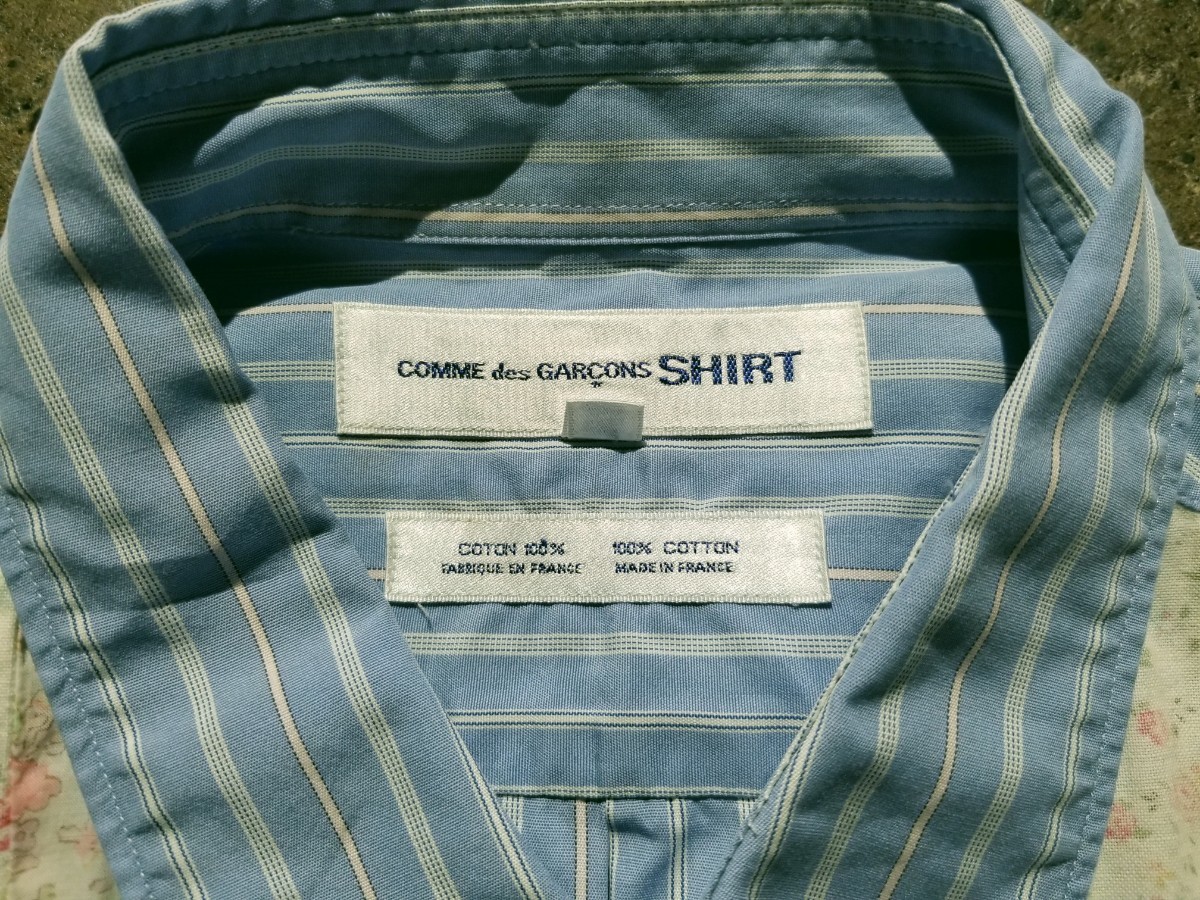 COMME des GARÇONS SHIRT
COTON 100% 100% COTTON
FABRIQUE EN FRANCE MADE IN FRANCE